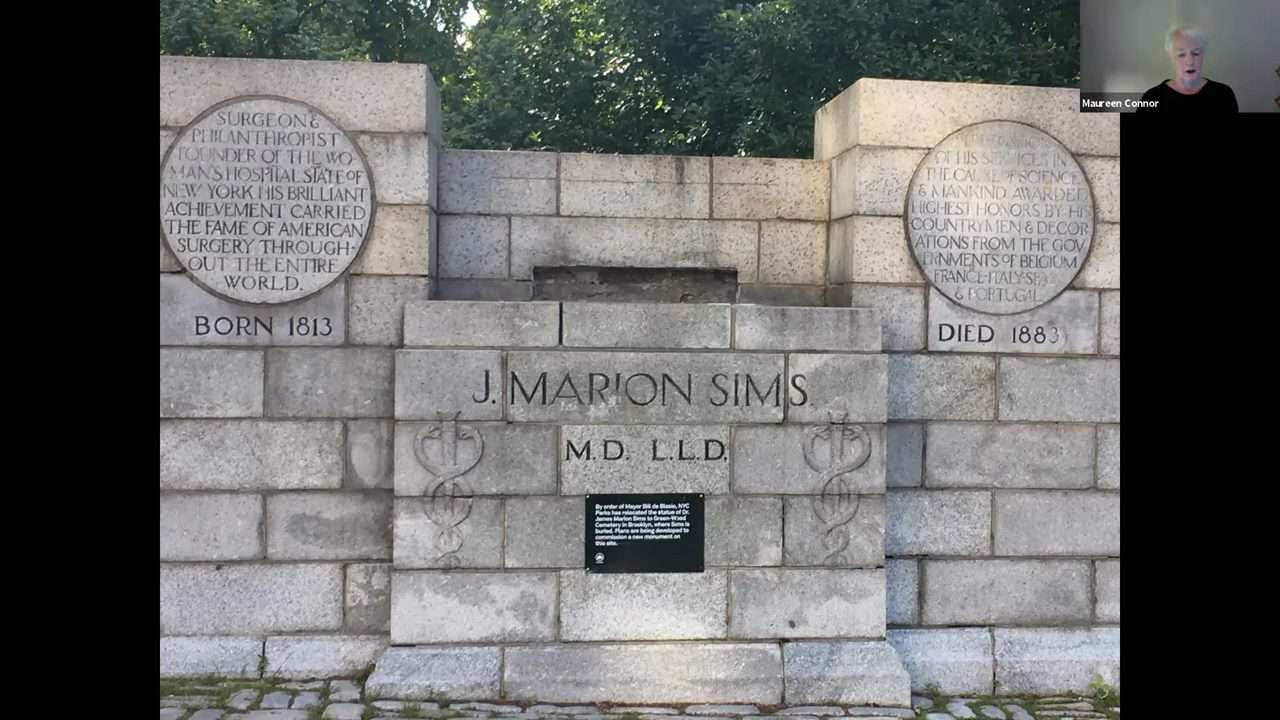 SURGEON &
PHILANTHROPIST
FOUNDER OF THE WO-
MAN'S HOSPITAL STATE OF
NEW YORK HIS BRILLIANT
ACHIEVEMENT CARRIED
THE FAME OF AMERICAN
SURGERY THROUGH-
OUT THE ENTIRE
WORLD.
BORN 1813
OF HIS SERVICES IN
THE CAUSE OF SCIENCE
& MANKIND AWARDED
HIGHEST HONORS BY HIS
COUNTRYMEN & DECOR
ATIONS FROM THE GOV
ERNMENTS OF BELGIUM
FRANCE·ITALY·
& PORTUGAL
DIED 1883
J. MARION SIMS
M.D. L.L.D.
By order of Mayor Bill de Blasio, NYC
Parks has relocated the statue of Dr.
James Marion Sims to Green-Wood
Cemetery in Brooklyn, where Sims is
buried. Plans are being developed to
commission a new monument on
this site.
Maureen Connor